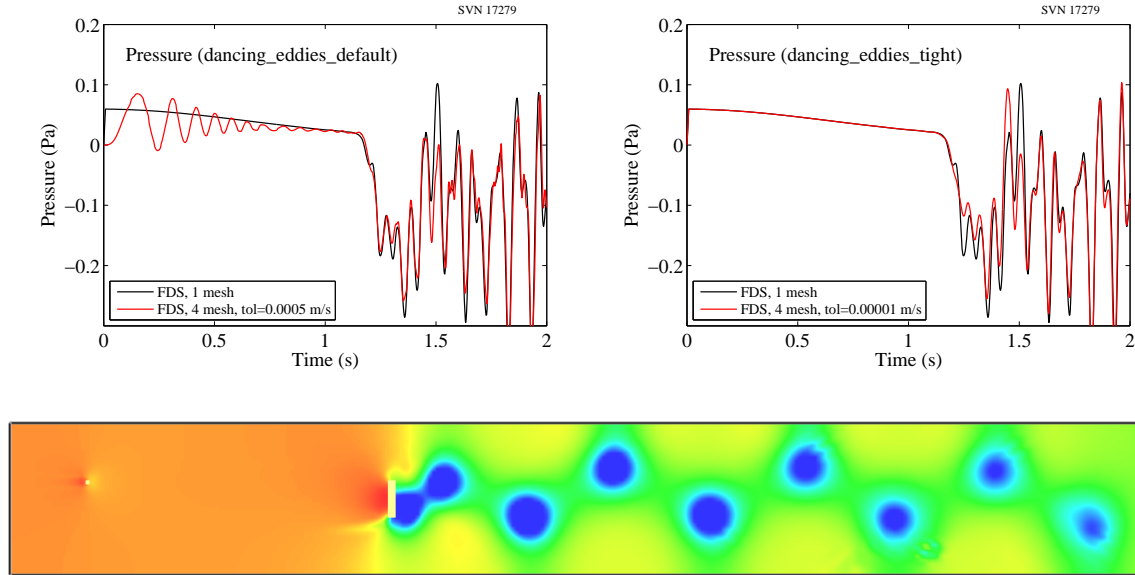 SVN 17279
Pressure (dancing_eddies_default)
0.2
0.1
0
−0.1
−0.2
Pressure (Pa)
FDS, 1 mesh
FDS, 4 mesh, tol=0.0005 m/s
0
0.5
1
1.5
2
Time (s)
SVN 17279
Pressure (dancing_eddies_tight)
0.2
0.1
0
−0.1
−0.2
Pressure (Pa)
FDS, 1 mesh
FDS, 4 mesh, tol=0.00001 m/s
0
0.5
1
1.5
2
Time (s)